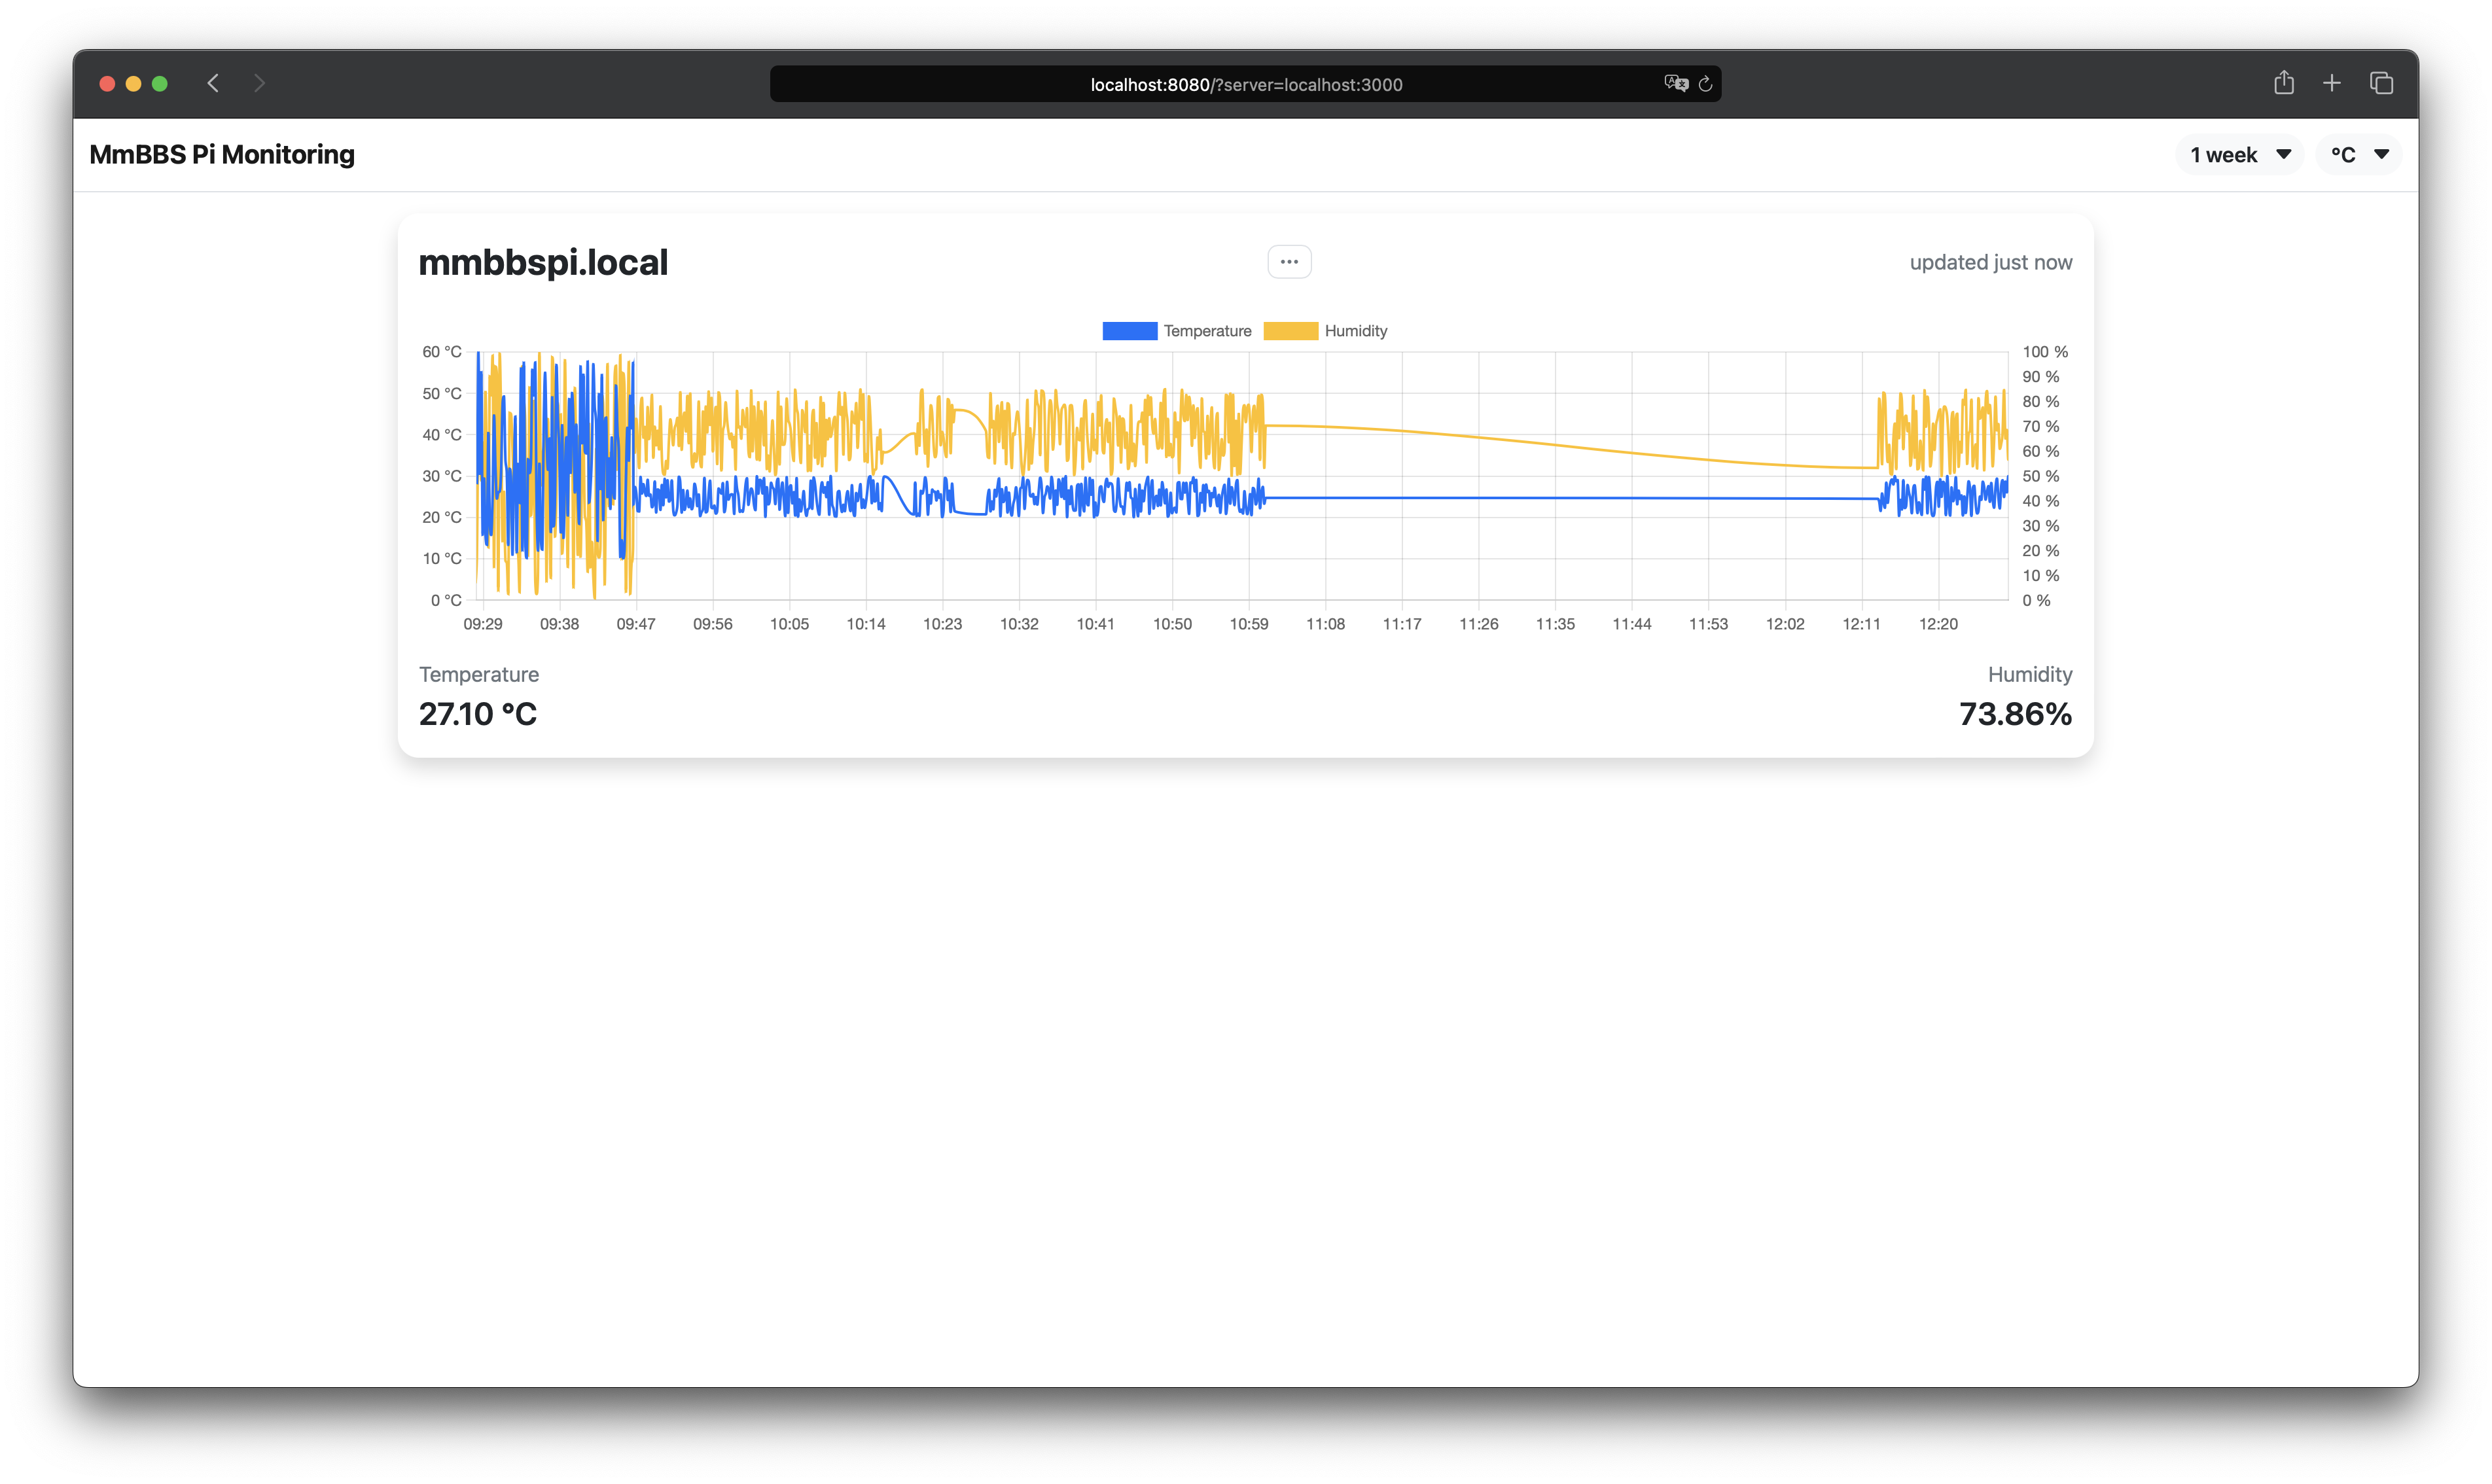 localhost:8080/?server=localhost:3000
MmBBS Pi Monitoring
1 week
°C
mmbbspi.local
updated just now
Temperature Humidity
60 °C
50 °C
40 °C
30 °C
20 °C
10 °C
0 °C
100 %
90 %
80 %
70 %
60 %
50 %
40 %
30 %
20 %
10 %
0 %
09:29 09:38 09:47 09:56 10:05 10:14 10:23 10:32 10:41 10:50 10:59 11:08 11:17 11:26 11:35 11:44 11:53 12:02 12:11 12:20
Temperature
27.10 °C
Humidity
73.86%